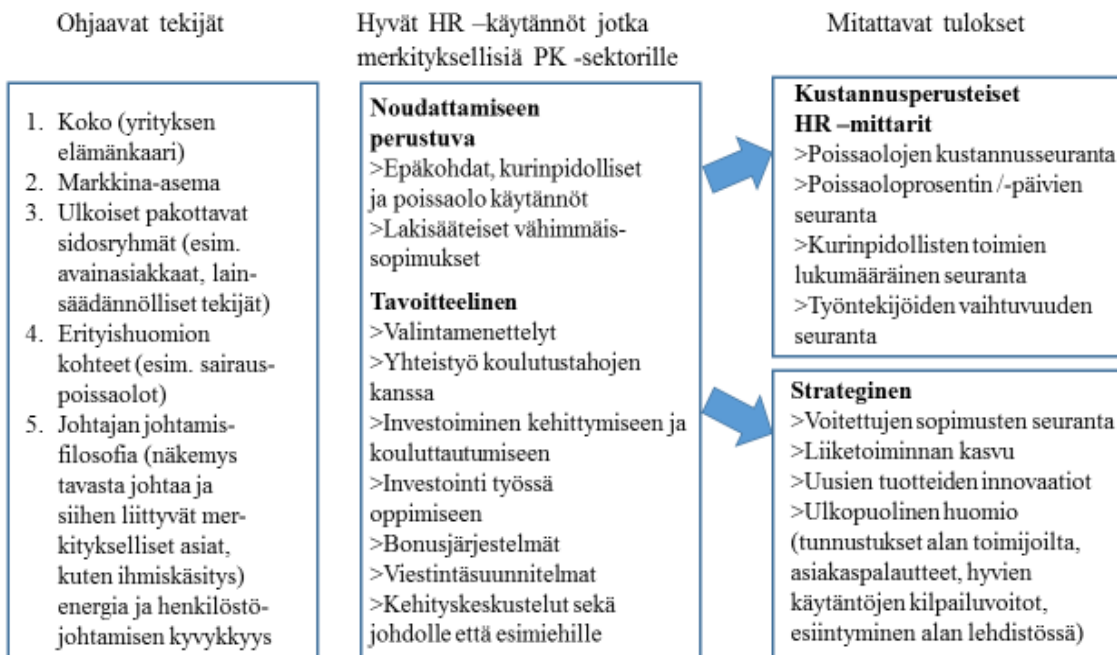 Ohjaavat tekijät
1. Koko (yrityksen
elämänkaari)
2. Markkina-asema
3. Ulkoiset pakottavat
sidosryhmät (esim.
avainasiakkaat, lain-
säädännölliset tekijät)
4. Erityishuomion
kohteet (esim. sairaus-
poissaolot)
5. Johtajan johtamis-
filosofia (näkemys
tavasta johtaa ja
siihen liittyvät mer-
kitykselliset asiat,
kuten ihmiskäsitys)
energia ja henkilöstö-
johtamisen kyvykkyys
Hyvät HR –käytännöt jotka
merkityksellisiä PK -sektorille
Noudattamiseen
perustuva
>Epäkohdat, kurinpidolliset
ja poissaolo käytännöt
>Lakisääteiset vähimmäis-
sopimukset
Tavoitteelinen
>Valintamenettelyt
>Yhteistyö koulutustahojen
kanssa
>Investoiminen kehittymiseen ja
kouluttautumiseen
>Investointi työssä
oppimiseen
>Bonusjärjestelmät
>Viestintäsuunnitelmat
>Kehityskeskustelut sekä
johdolle että esimiehille
Mitattavat tulokset
Kustannusperusteiset
HR –mittarit
>Poissaolojen kustannusseuranta
>Poissaoloprosentin /-päivien
seuranta
>Kurinpidollisten toimien
lukumääräinen seuranta
>Työntekijöiden vaihtuvuuden
seuranta
Strateginen
>Voitettujen sopimusten seuranta
>Liiketoiminnan kasvu
>Uusien tuotteiden innovaatiot
>Ulkopuolinen huomio
(tunnustukset alan toimijoilta,
asiakaspalautteet, hyvien
käytäntöjen kilpailuvoitot,
esiintyminen alan lehdistössä)